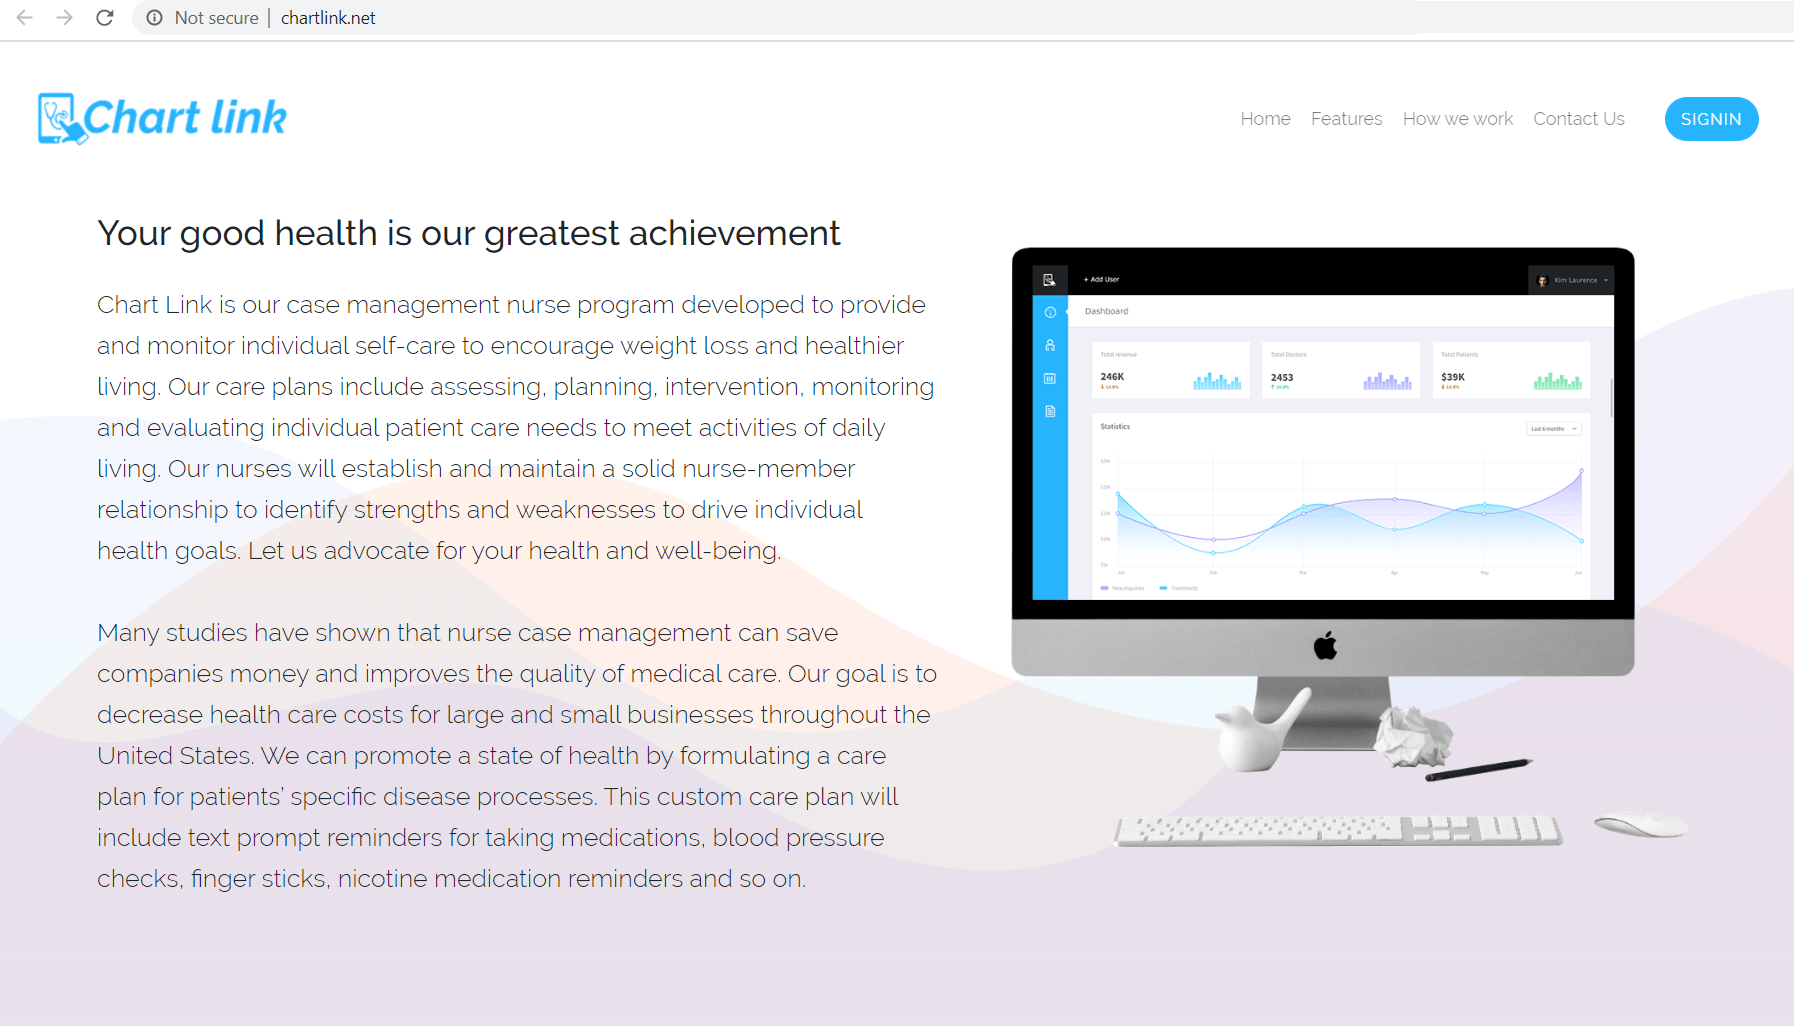 Not secure | chartlink.net
Chart link
Home Features How we work Contact Us SIGNIN
Your good health is our greatest achievement
Chart Link is our case management nurse program developed to provide
and monitor individual self-care to encourage weight loss and healthier
living. Our care plans include assessing, planning, intervention, monitoring
and evaluating individual patient care needs to meet activities of daily
living. Our nurses will establish and maintain a solid nurse-member
relationship to identify strengths and weaknesses to drive individual
health goals. Let us advocate for your health and well-being.
Many studies have shown that nurse case management can save
companies money and improves the quality of medical care. Our goal is to
decrease health care costs for large and small businesses throughout the
United States. We can promote a state of health by formulating a care
plan for patients’ specific disease processes. This custom care plan will
include text prompt reminders for taking medications, blood pressure
checks, finger sticks, nicotine medication reminders and so on.
+ Add User
Kim Laurence
Dashboard
Total revenue Total Doctors Total Patients
246K 2453 $39K
Statistics
Last 6 months
Jan Feb Mar Apr May Jun
New inquiries Treatments